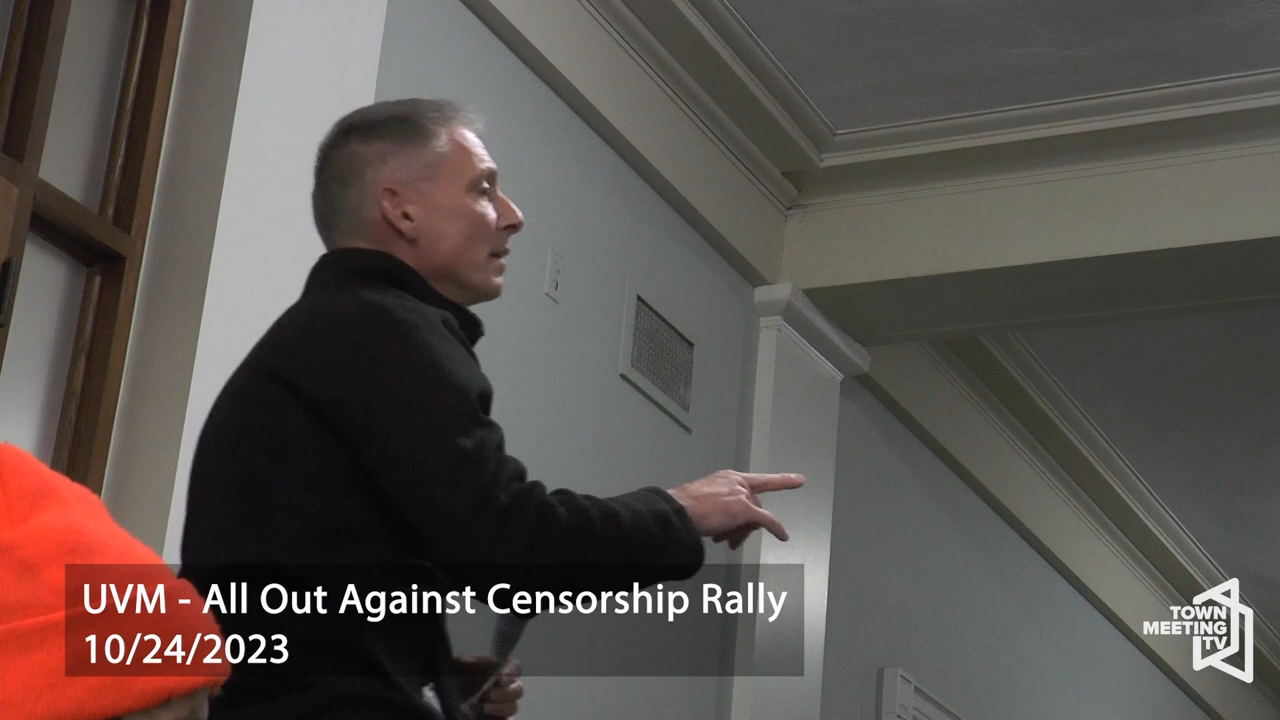 UVM - All Out Against Censorship Rally
10/24/2023
TOWN
MEETING
TV